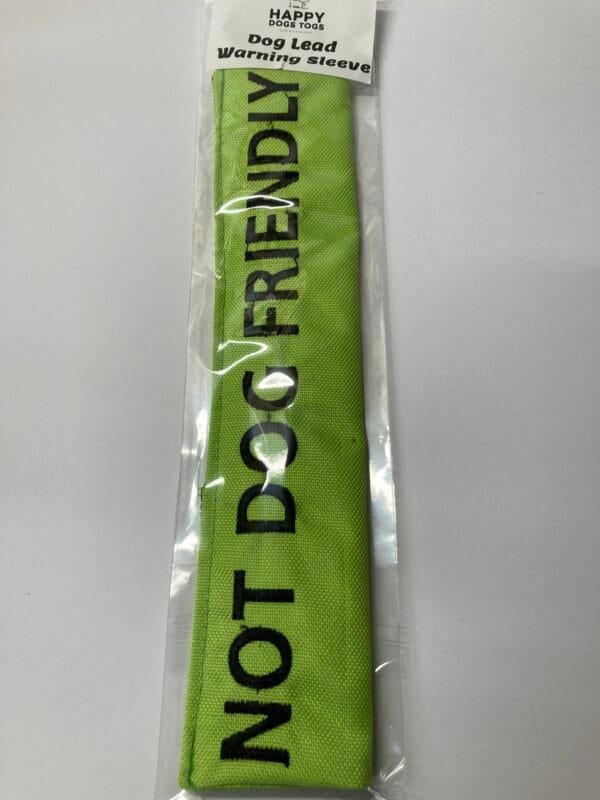 HAPPY
DOGS TOGS
Dog Lead
Warning Sleeve
NOT DOG FRIENDLY